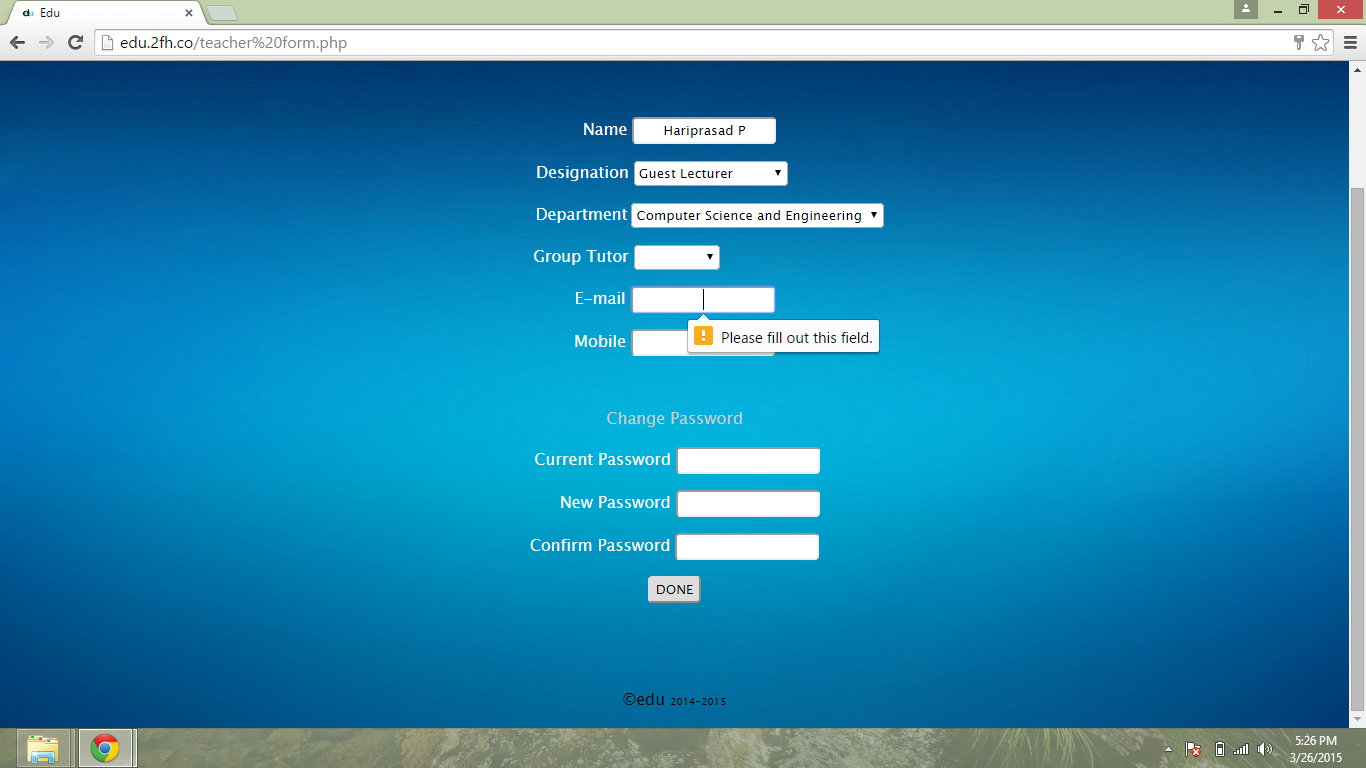 Edu
edu.2fh.co/teacher%20form.php
Name Hariprasad P
Designation Guest Lecturer
Department Computer Science and Engineering
Group Tutor
E-mail
Please fill out this field.
Mobile
Change Password
Current Password
New Password
Confirm Password
DONE
©edu 2014-2015
5:26 PM
3/26/2015